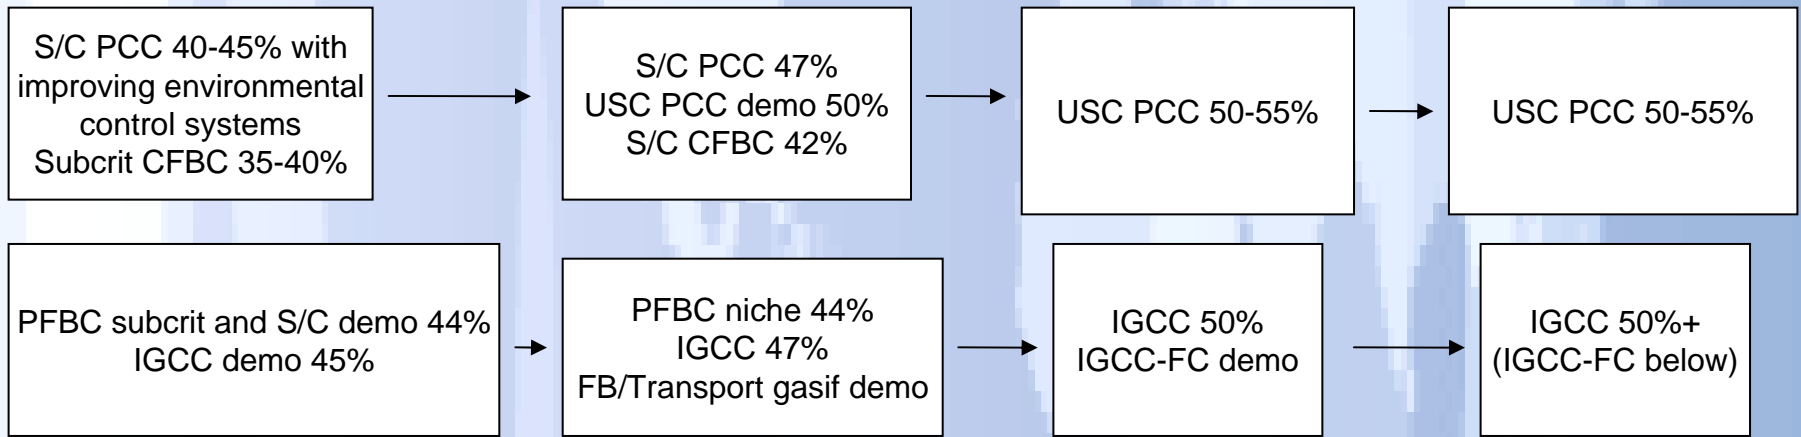 S/C PCC 40-45% with
improving environmental
control systems
Subcrit CFBC 35-40%
S/C PCC 47%
USC PCC demo 50%
S/C CFBC 42%
USC PCC 50-55%
USC PCC 50-55%
PFBC subcrit and S/C demo 44%
IGCC demo 45%
PFBC niche 44%
IGCC 47%
FB/Transport gasif demo
IGCC 50%
IGCC-FC demo
IGCC 50%+
(IGCC-FC below)